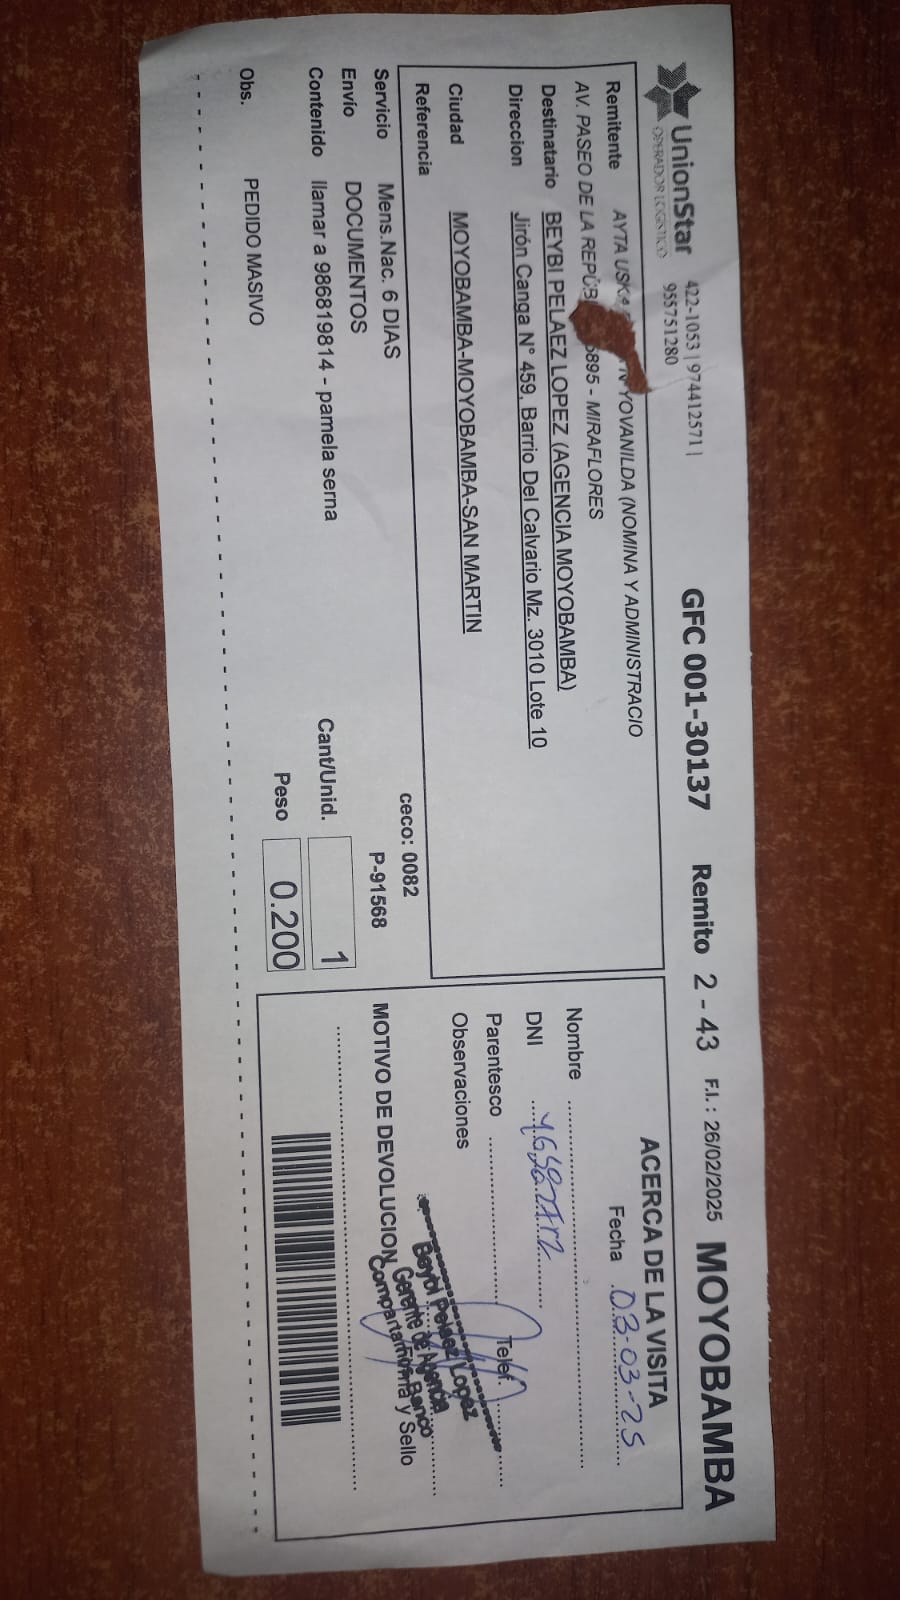 UnionStar
OPERADOR LOGISTICO
422-1053 | 974412571 |
955751280
GFC 001-30137 Remito 2 - 43 F.I.: 26/02/2025 MOYOBAMBA
Remitente AYTA USKA YOVANILDA (NOMINA Y ADMINISTRACIO
AV. PASEO DE LA REPÚB 5895 - MIRAFLORES
Destinatario BEYBI PELAEZ LOPEZ (AGENCIA MOYOBAMBA)
Direccion Jirón Canga N° 459, Barrio Del Calvario Mz. 3010 Lote 10
Ciudad MOYOBAMBA-MOYOBAMBA-SAN MARTIN
Referencia
ceco: 0082
Servicio Mens.Nac. 6 DIAS P-91568
Envío DOCUMENTOS
Contenido llamar a 986819814 - pamela serna Cant/Unid. 1
Peso 0.200
Obs. PEDIDO MASIVO
ACERCA DE LA VISITA
Fecha 03-03-25
Nombre
DNI
Parentesco Telef.
Observaciones
Beybi Pelaez Lopez
Gerente de Agencia
Compartamos Banco
Firma y Sello
MOTIVO DE DEVOLUCION